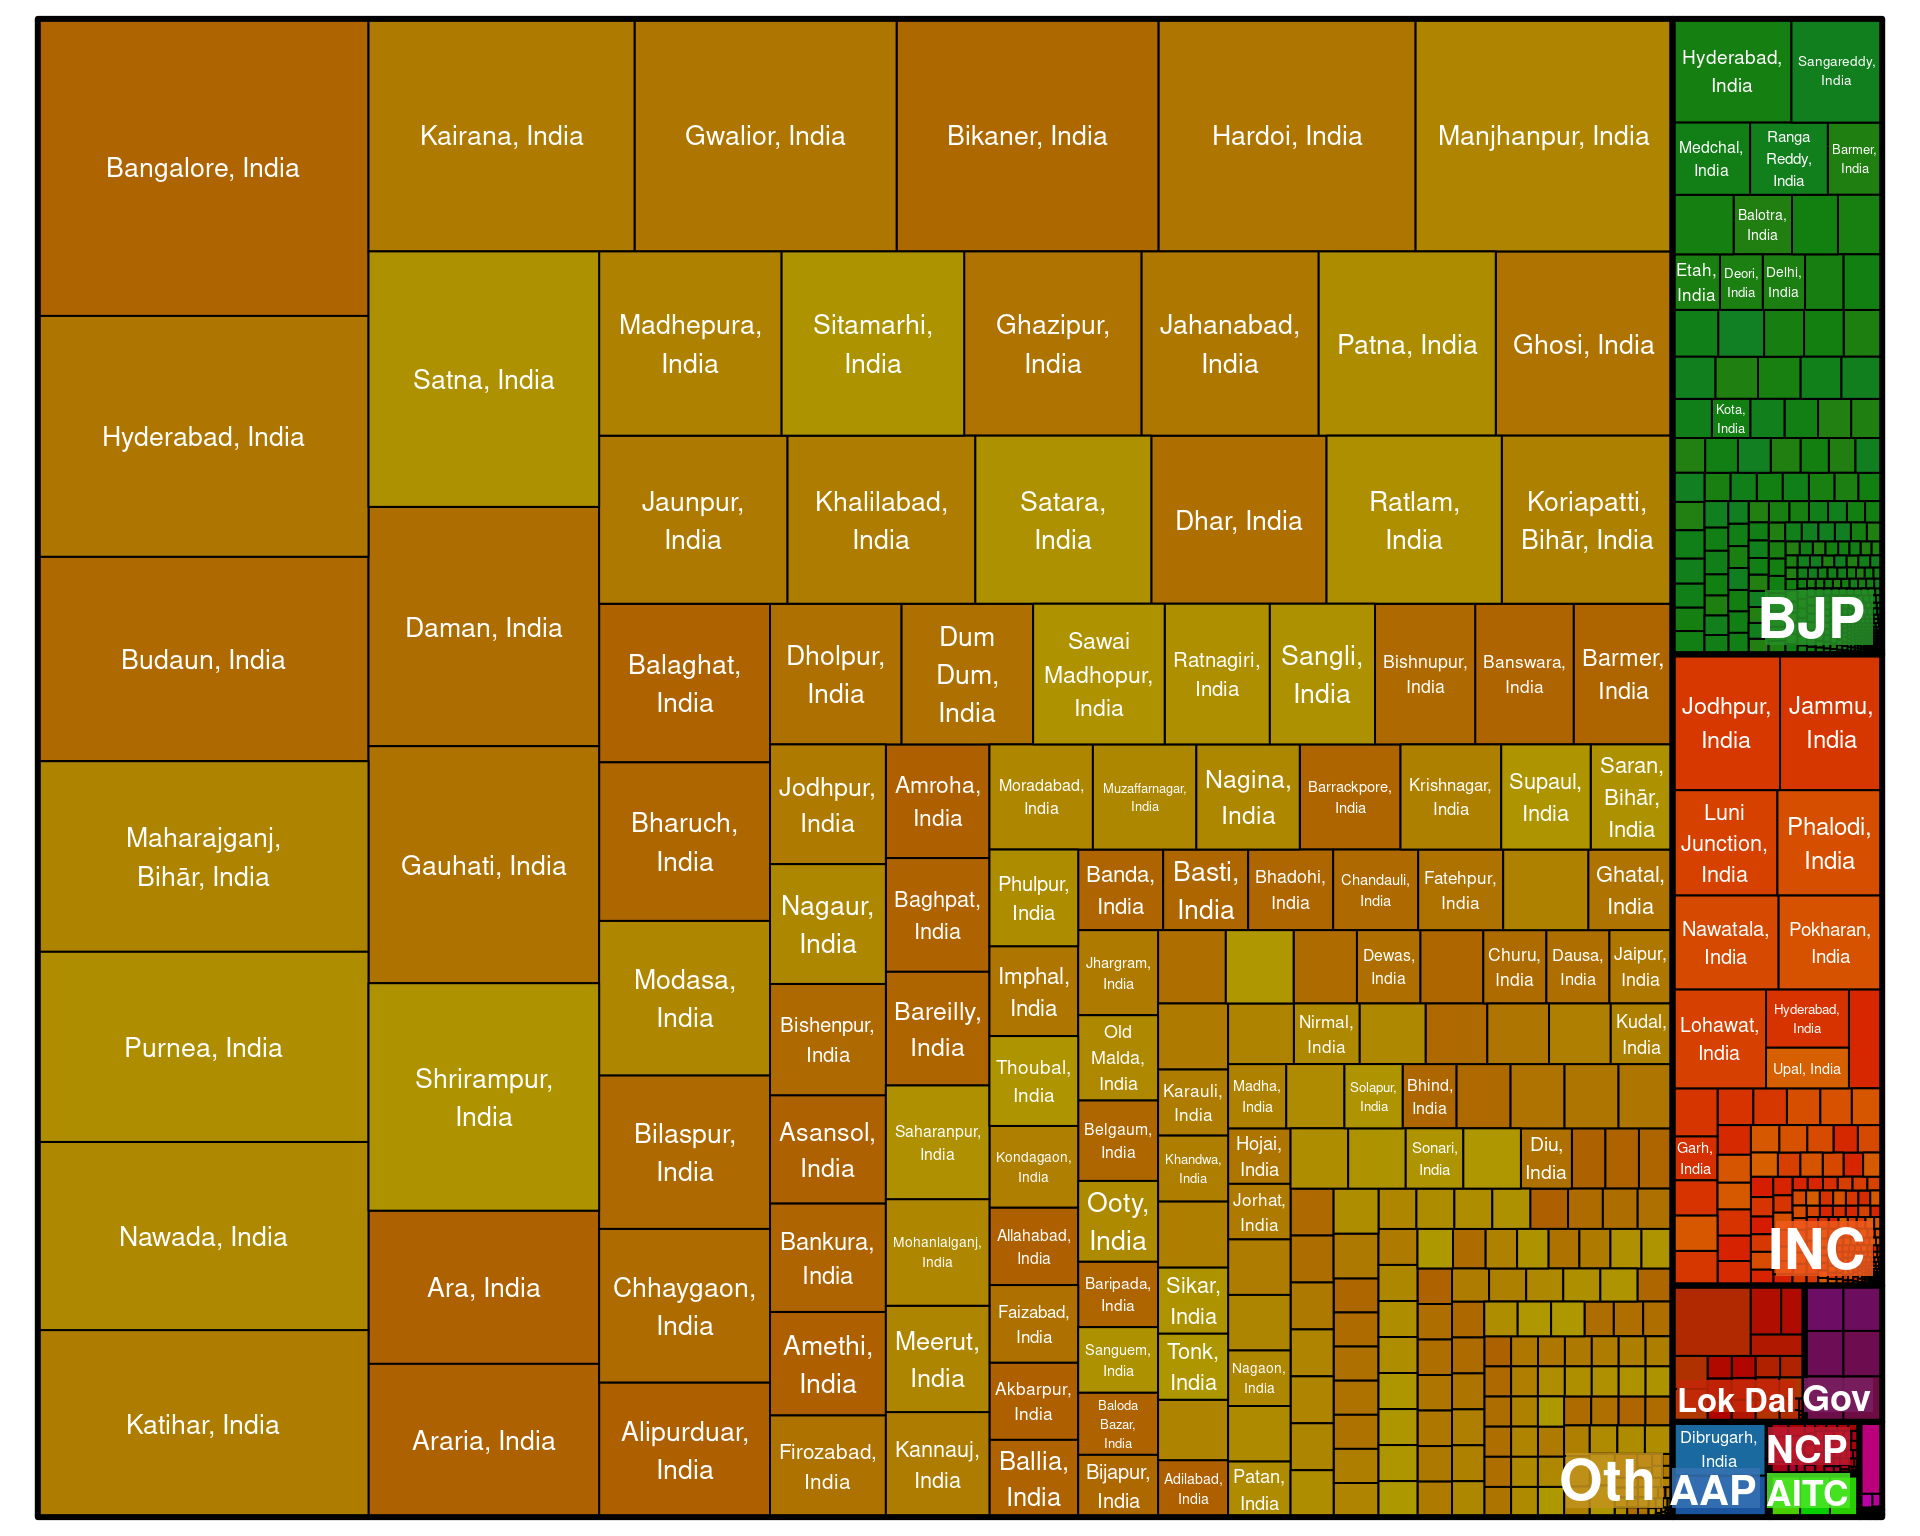 Bangalore, India
Hyderabad, India
Budaun, India
Maharajganj,
Bihār, India
Purnea, India
Nawada, India
Katihar, India
Kairana, India
Gwalior, India
Bikaner, India
Hardoi, India
Manjhanpur, India
Satna, India
Daman, India
Gauhati, India
Shrirampur,
India
Ara, India
Araria, India
Madhepura,
India
Sitamarhi,
India
Ghazipur,
India
Jahanabad,
India
Patna, India
Ghosi, India
Jaunpur,
India
Khalilabad,
India
Satara,
India
Dhar, India
Ratlam,
India
Koriapatti,
Bihār, India
Balaghat,
India
Bharuch,
India
Modasa,
India
Bilaspur,
India
Chhaygaon,
India
Alipurduar,
India
Dholpur,
India
Dum
Dum,
India
Sawai
Madhopur,
India
Ratnagiri,
India
Sangli,
India
Bishnupur,
India
Banswara,
India
Barmer,
India
Jodhpur,
India
Nagaur,
India
Bishenpur,
India
Asansol,
India
Bankura,
India
Amethi,
India
Firozabad,
India
Amroha,
India
Baghpat,
India
Bareilly,
India
Saharanpur,
India
Mohanlalganj,
India
Meerut,
India
Kannauj,
India
Moradabad,
India
Muzaffarnagar,
India
Nagina,
India
Barrackpore,
India
Krishnagar,
India
Supaul,
India
Saran,
Bihār,
India
Phulpur,
India
Imphal,
India
Thoubal,
India
Kondagaon,
India
Allahabad,
India
Faizabad,
India
Akbarpur,
India
Ballia,
India
Banda,
India
Basti,
India
Bhadohi,
India
Chandauli,
India
Fatehpur,
India
Ghatal,
India
Jhargram,
India
Old
Malda,
India
Belgaum,
India
Ooty,
India
Baripada,
India
Sanguem,
India
Baloda
Bazar,
India
Bijapur,
India
Dewas,
India
Churu,
India
Dausa,
India
Jaipur,
India
Nirmal,
India
Kudal,
India
Karauli,
India
Khandwa,
India
Sikar,
India
Tonk,
India
Adilabad,
India
Madha,
India
Solapur,
India
Bhind,
India
Hojai,
India
Sonari,
India
Diu,
India
Jorhat,
India
Nagaon,
India
Patan,
India
Oth
Hyderabad,
India
Sangareddy,
India
Medchal,
India
Ranga
Reddy,
India
Barmer,
India
Balotra,
India
Etah,
India
Deori,
India
Delhi,
India
Kota,
India
BJP
Jodhpur,
India
Jammu,
India
Luni
Junction,
India
Phalodi,
India
Nawatala,
India
Pokharan,
India
Lohawat,
India
Hyderabad,
India
Upal, India
Garh,
India
INC
Lok Dal
Gov
Dibrugarh,
India
AAP
NCP
AITC